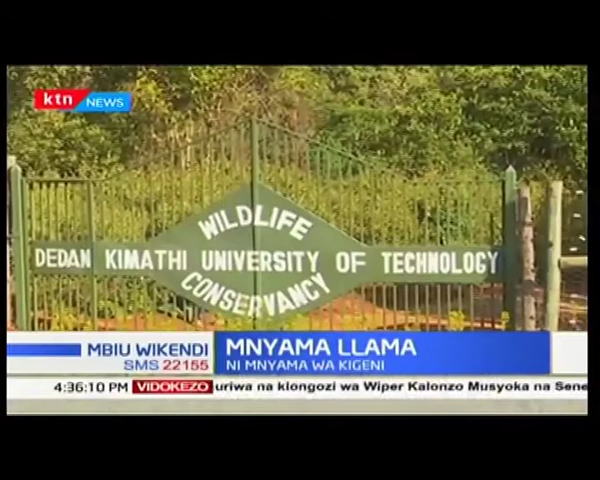 ktn NEWS
WILDLIFE
DEDAN KIMATHI UNIVERSITY OF TECHNOLOGY
CONSERVANCY
MBIU WIKENDI
SMS 22155
MNYAMA LLAMA
NI MNYAMA WA KIGENI
4:36:10 PM VIDOKEZO uriwa na kiongozi wa Wiper Kalonzo Musyoka na Sene